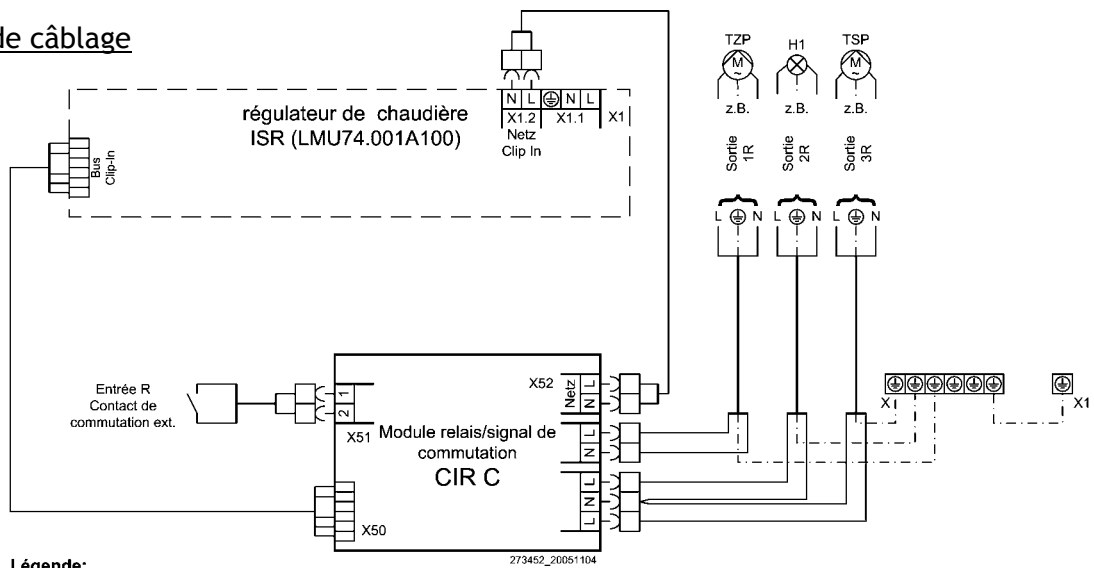 de câblage
TZP
H1
TSP
M
~
M
~
z.B.
z.B.
z.B.
Sortie
1R
Sortie
2R
Sortie
3R
L N
L N
L N
régulateur de chaudière
ISR (LMU74.001A100)
N L N L
X1.2 X1.1 X1
Netz
Clip In
Bus
Clip-In
Entrée R
Contact de
commutation ext.
1
2
X51
X52
Netz
L
N
Module relais/signal de
commutation
CIR C
L
N
L
N
L
X50
X
X1
273452_20051104
Légende: